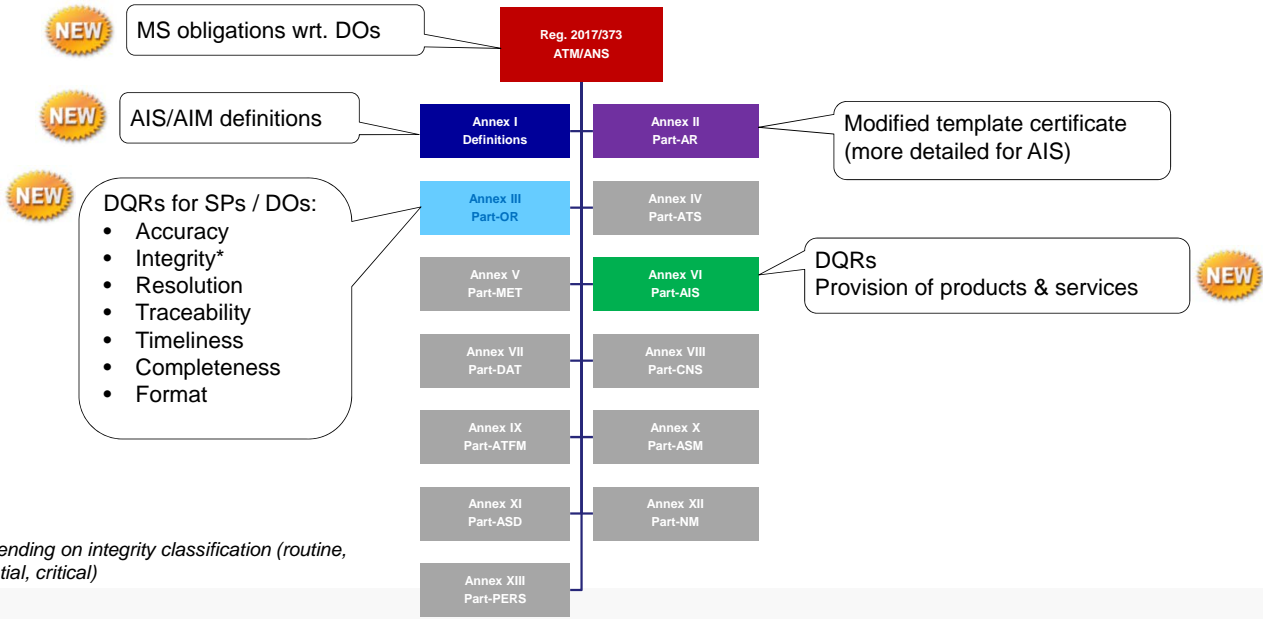 NEW
MS obligations wrt. DOs
Reg. 2017/373
ATM/ANS
NEW
AIS/AIM definitions
Annex I
Definitions
Annex II
Part-AR
Modified template certificate
(more detailed for AIS)
NEW
DQRs for SPs / DOs:
• Accuracy
• Integrity*
• Resolution
• Traceability
• Timeliness
• Completeness
• Format
Annex III
Part-OR
Annex IV
Part-ATS
Annex V
Part-MET
Annex VI
Part-AIS
DQRs
Provision of products & services
NEW
Annex VII
Part-DAT
Annex VIII
Part-CNS
Annex IX
Part-ATFM
Annex X
Part-ASM
Annex XI
Part-ASD
Annex XII
Part-NM
ending on integrity classification (routine,
tial, critical)
Annex XIII
Part-PERS